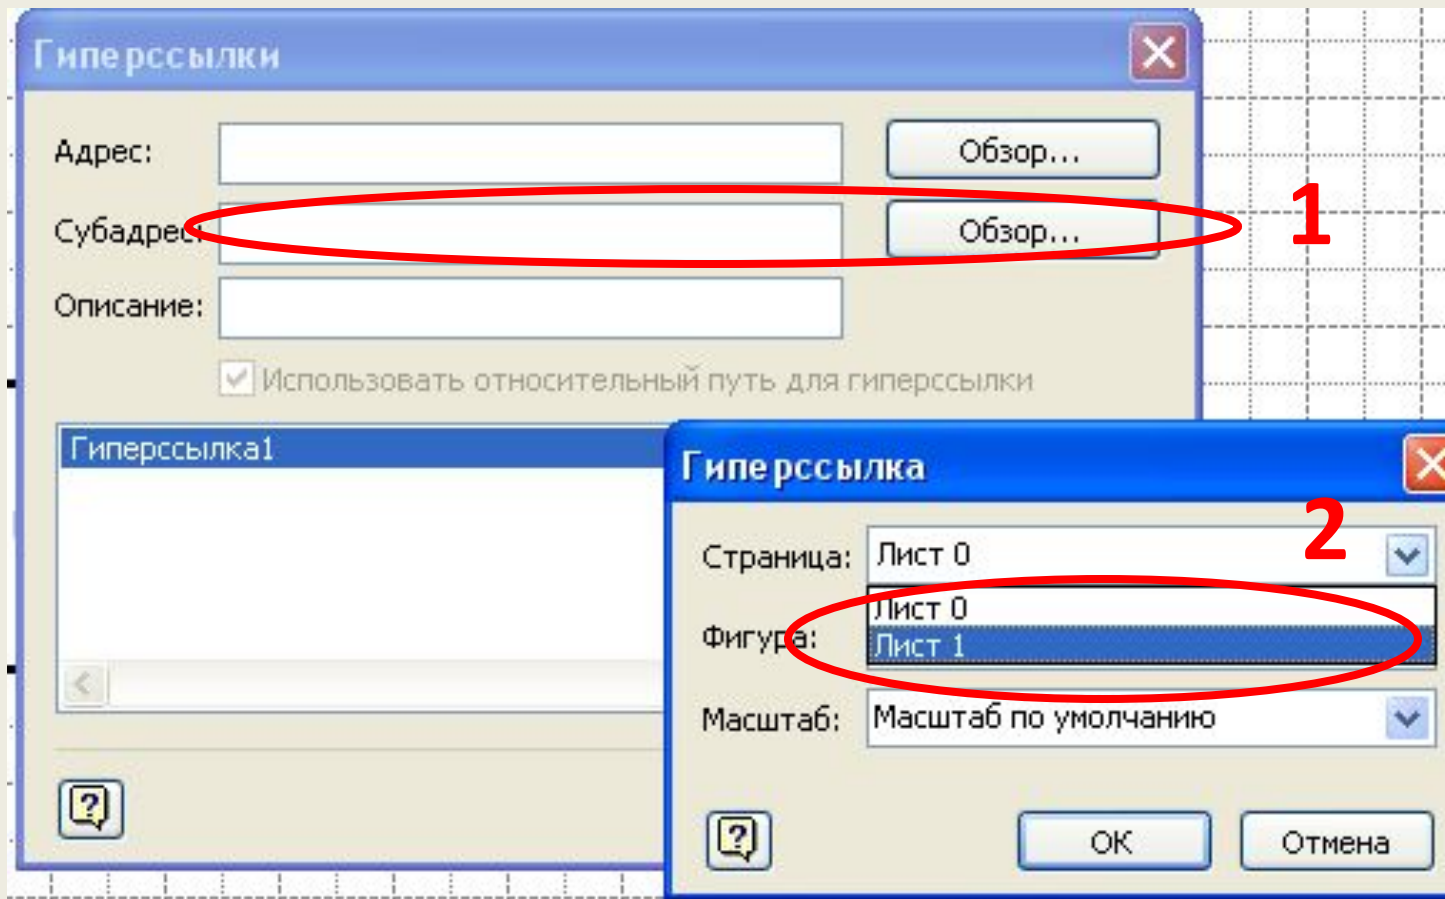 Гиперссылки
Адрес:
Обзор...
Субадрес:
Обзор...
1
Описание:
Использовать относительный путь для гиперссылки
Гиперссылка1
Гиперссылка
2
Страница:
Лист 0
Лист 0
Фигура:
Лист 1
Масштаб:
Масштаб по умолчанию
ОК
Отмена